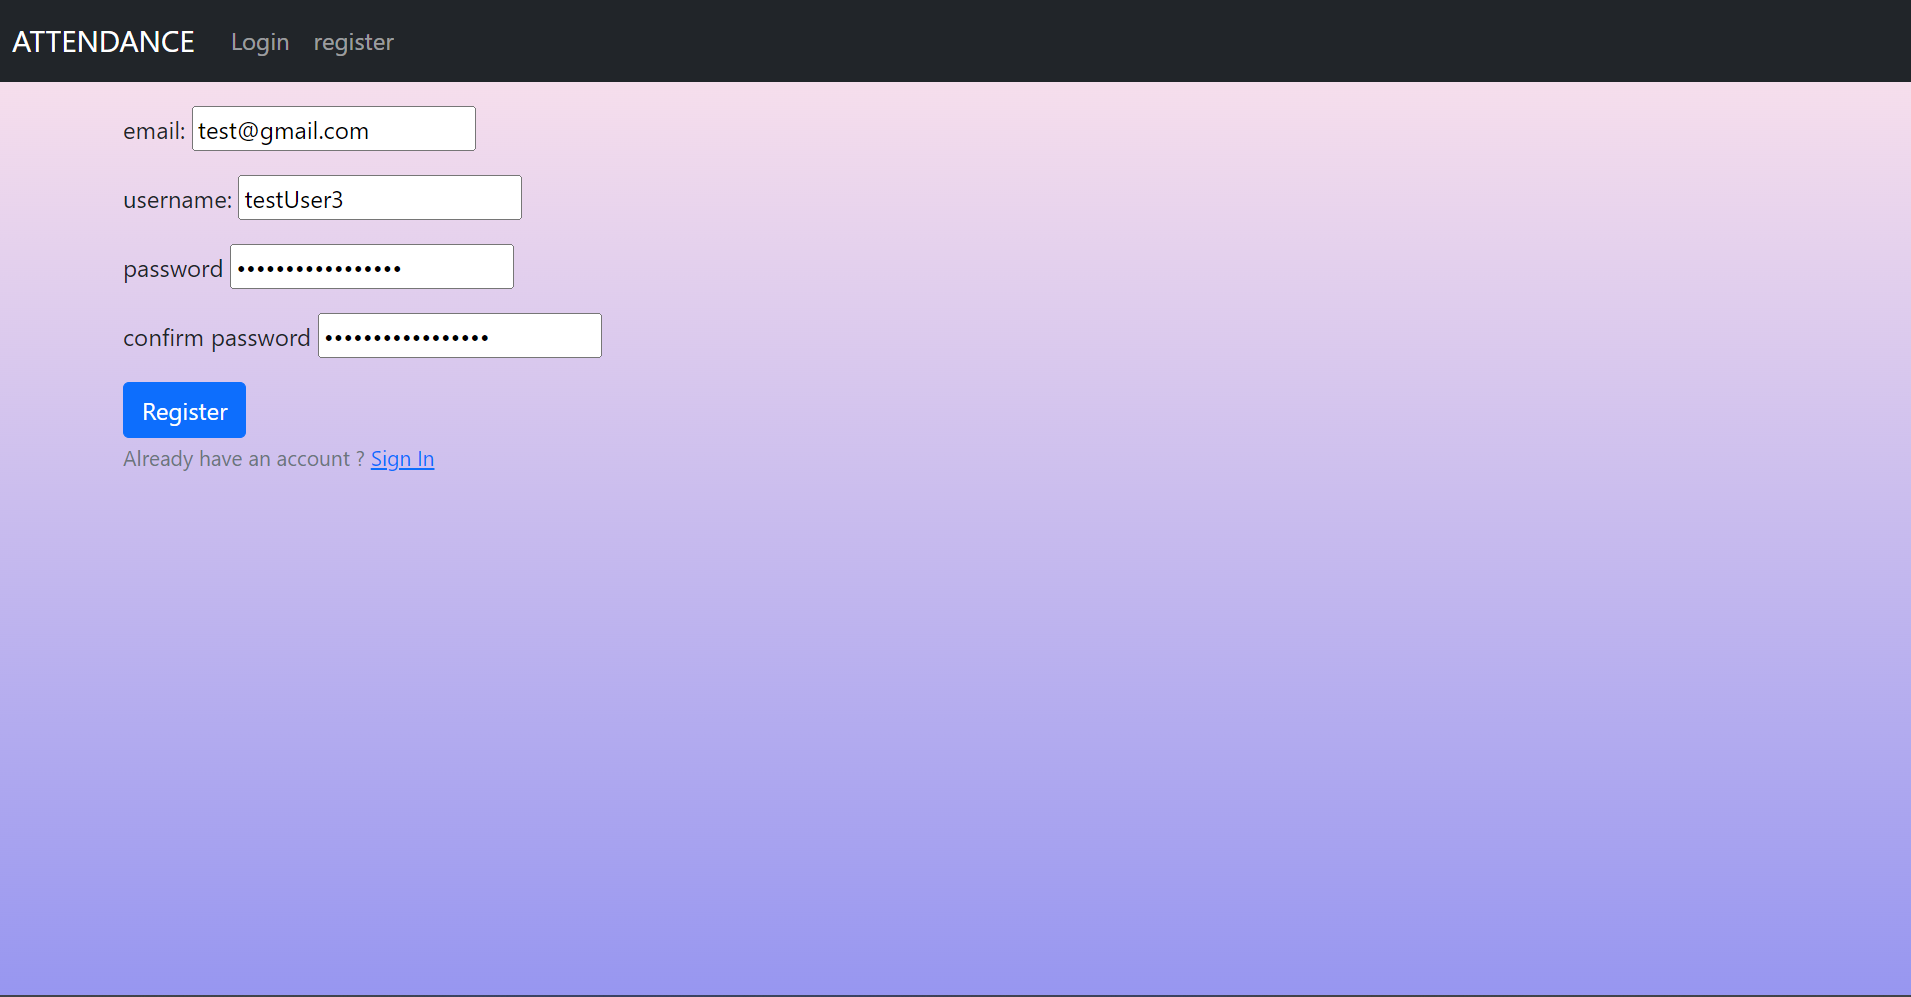 ATTENDANCE Login register
email: test@gmail.com
username: testUser3
password •••••••••••••••••
confirm password •••••••••••••••••
Register
Already have an account ? Sign In